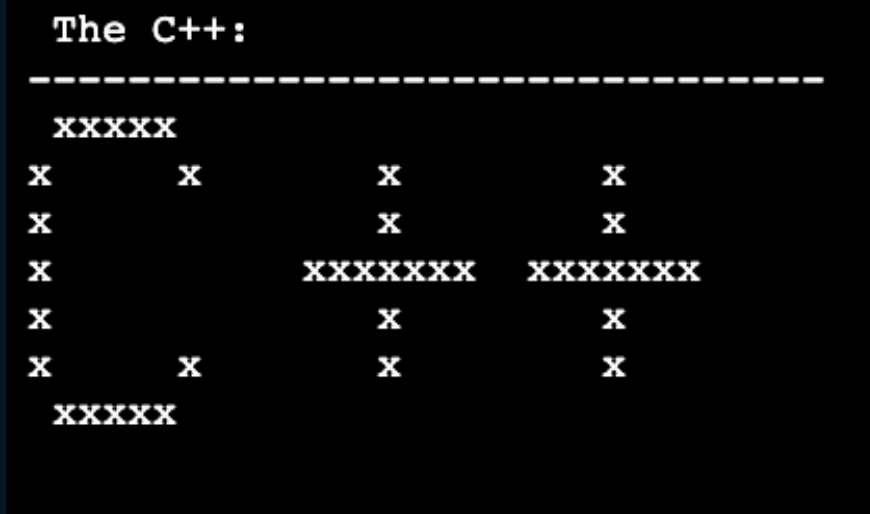 The C++:
--------------------------------
 xxxxx
x     x       x        x
x             x        x
x          xxxxxxx  xxxxxxx
x             x        x
x     x       x        x
 xxxxx